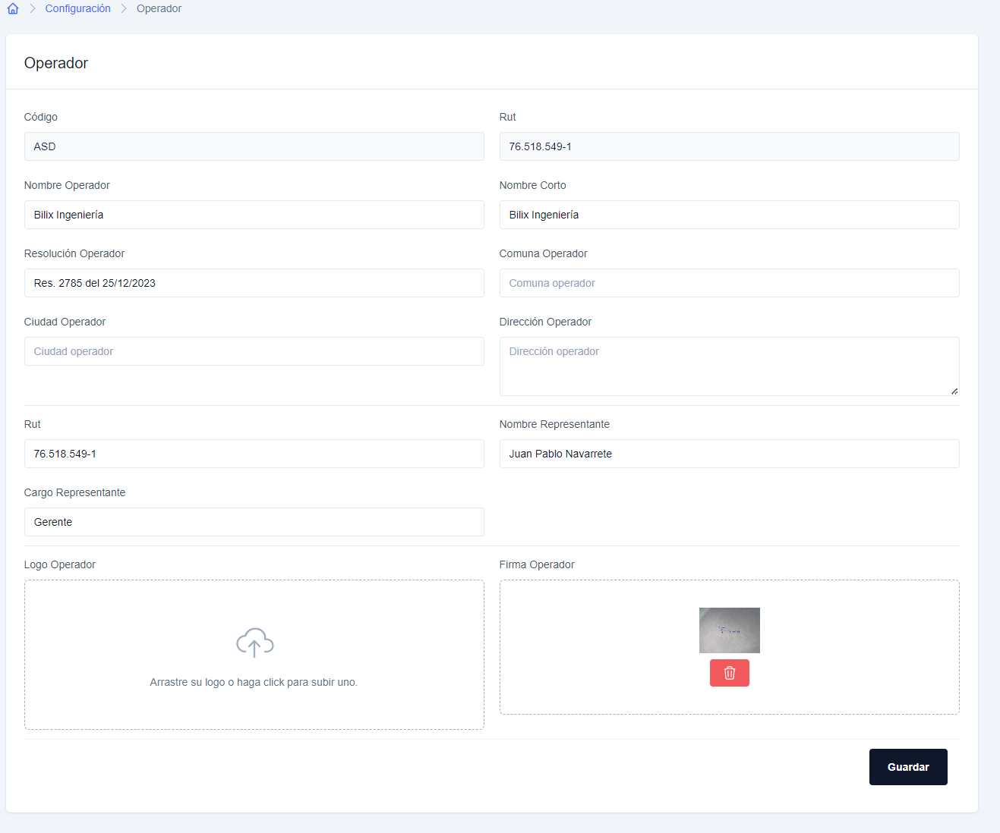 Configuración
Operador
Operador
Código
Rut
ASD
76.518.549-1
Nombre Operador
Nombre Corto
Bilix Ingeniería
Bilix Ingeniería
Resolución Operador
Comuna Operador
Res. 2785 del 25/12/2023
Comuna operador
Ciudad Operador
Dirección Operador
Ciudad operador
Dirección operador
Rut
Nombre Representante
76.518.549-1
Juan Pablo Navarrete
Cargo Representante
Gerente
Logo Operador
Firma Operador
Firma
Arrastre su logo o haga click para subir uno.
Guardar